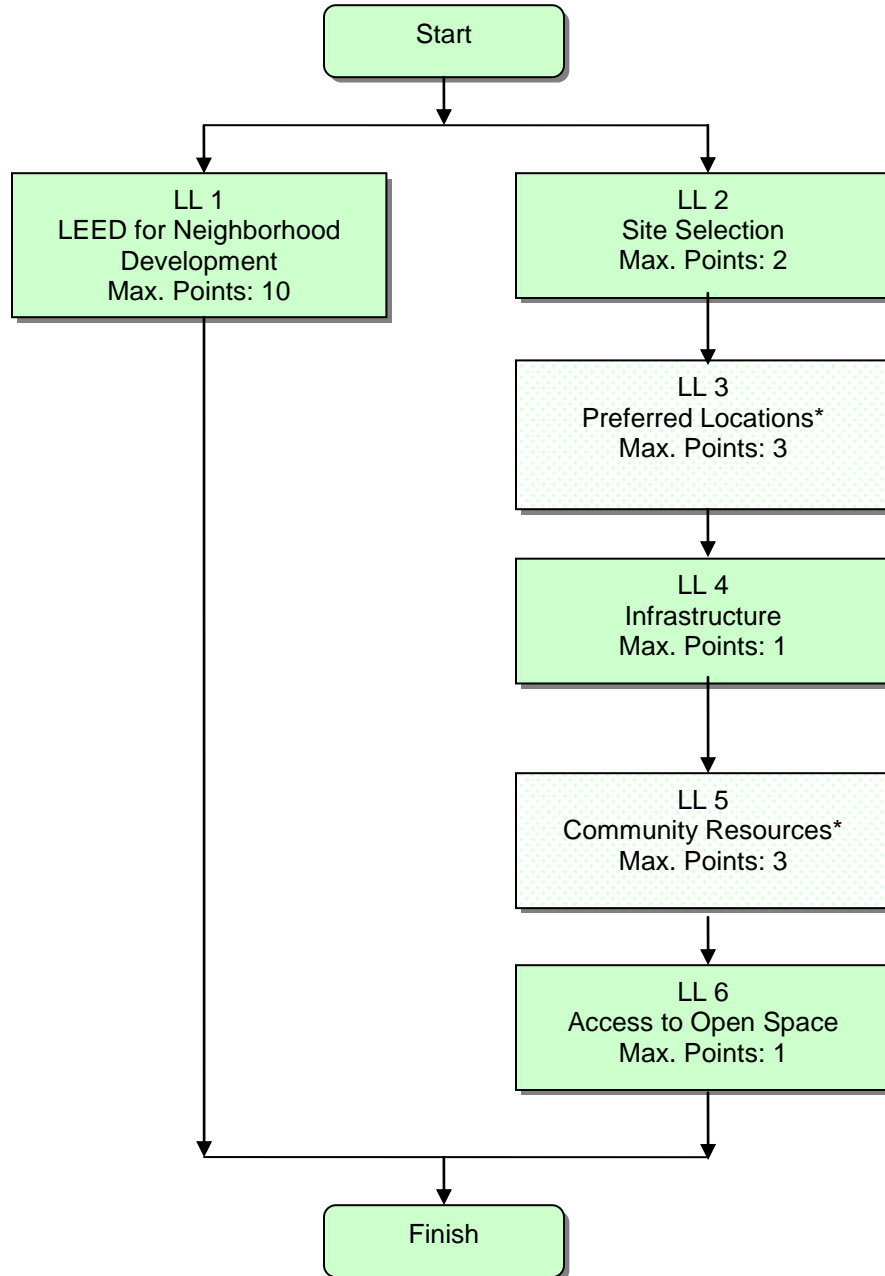 Start
LL 1
LEED for Neighborhood
Development
Max. Points: 10
LL 2
Site Selection
Max. Points: 2
LL 3
Preferred Locations*
Max. Points: 3
LL 4
Infrastructure
Max. Points: 1
LL 5
Community Resources*
Max. Points: 3
LL 6
Access to Open Space
Max. Points: 1
Finish